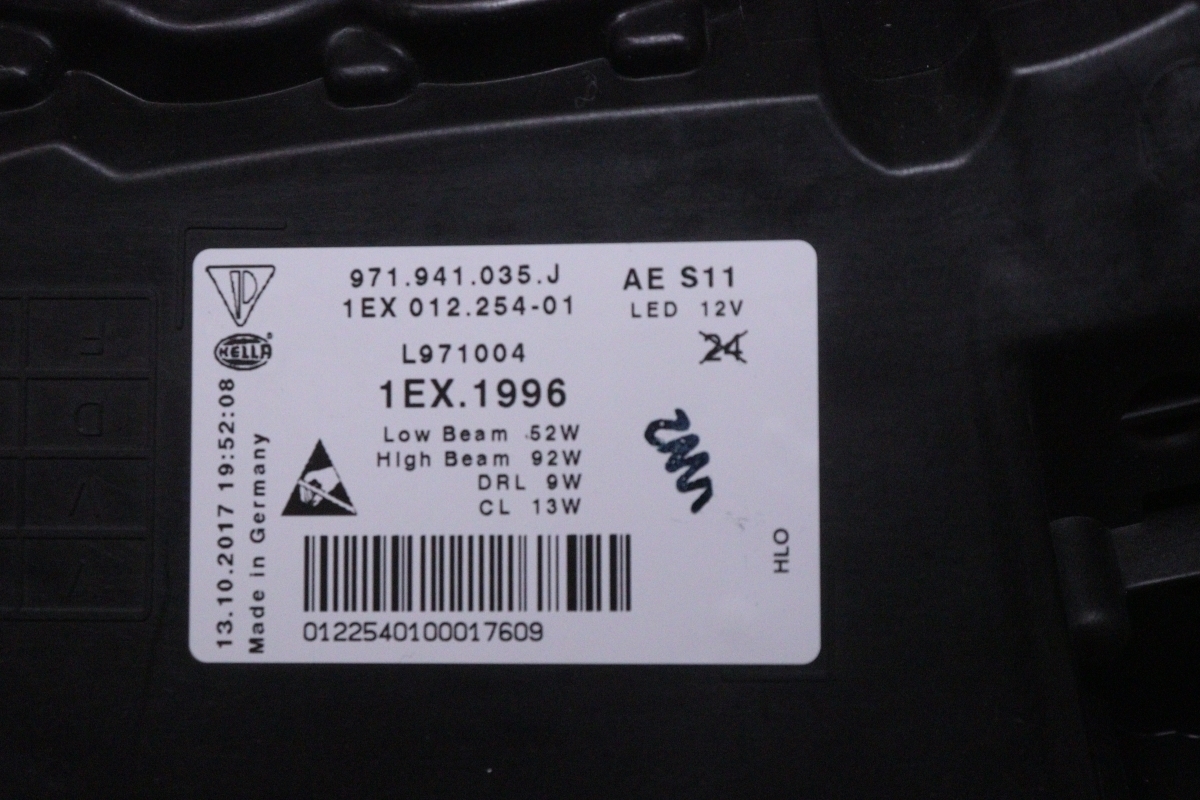 971.941.035.J
AE S11
1EX 012.254-01
LED 12V
HELLA
L971004
24
1EX.1996
Low Beam 52W
High Beam 92W
DRL 9W
CL 13W
13.10.2017 19:52:08
Made in Germany
HLO
0122540100017609